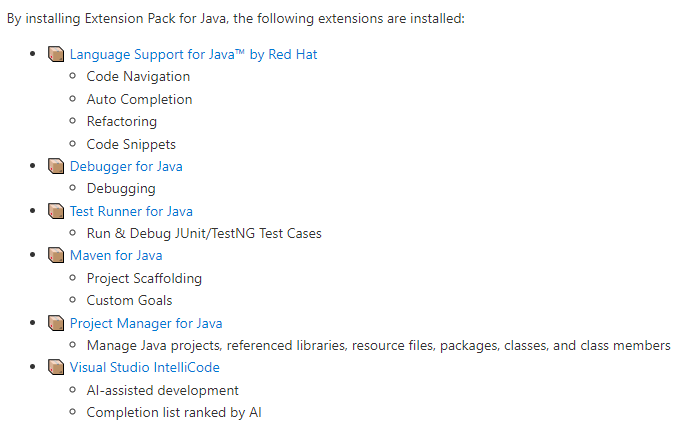 By installing Extension Pack for Java, the following extensions are installed:
Language Support for Java™ by Red Hat
Code Navigation
Auto Completion
Refactoring
Code Snippets
Debugger for Java
Debugging
Test Runner for Java
Run & Debug JUnit/TestNG Test Cases
Maven for Java
Project Scaffolding
Custom Goals
Project Manager for Java
Manage Java projects, referenced libraries, resource files, packages, classes, and class members
Visual Studio IntelliCode
AI-assisted development
Completion list ranked by AI